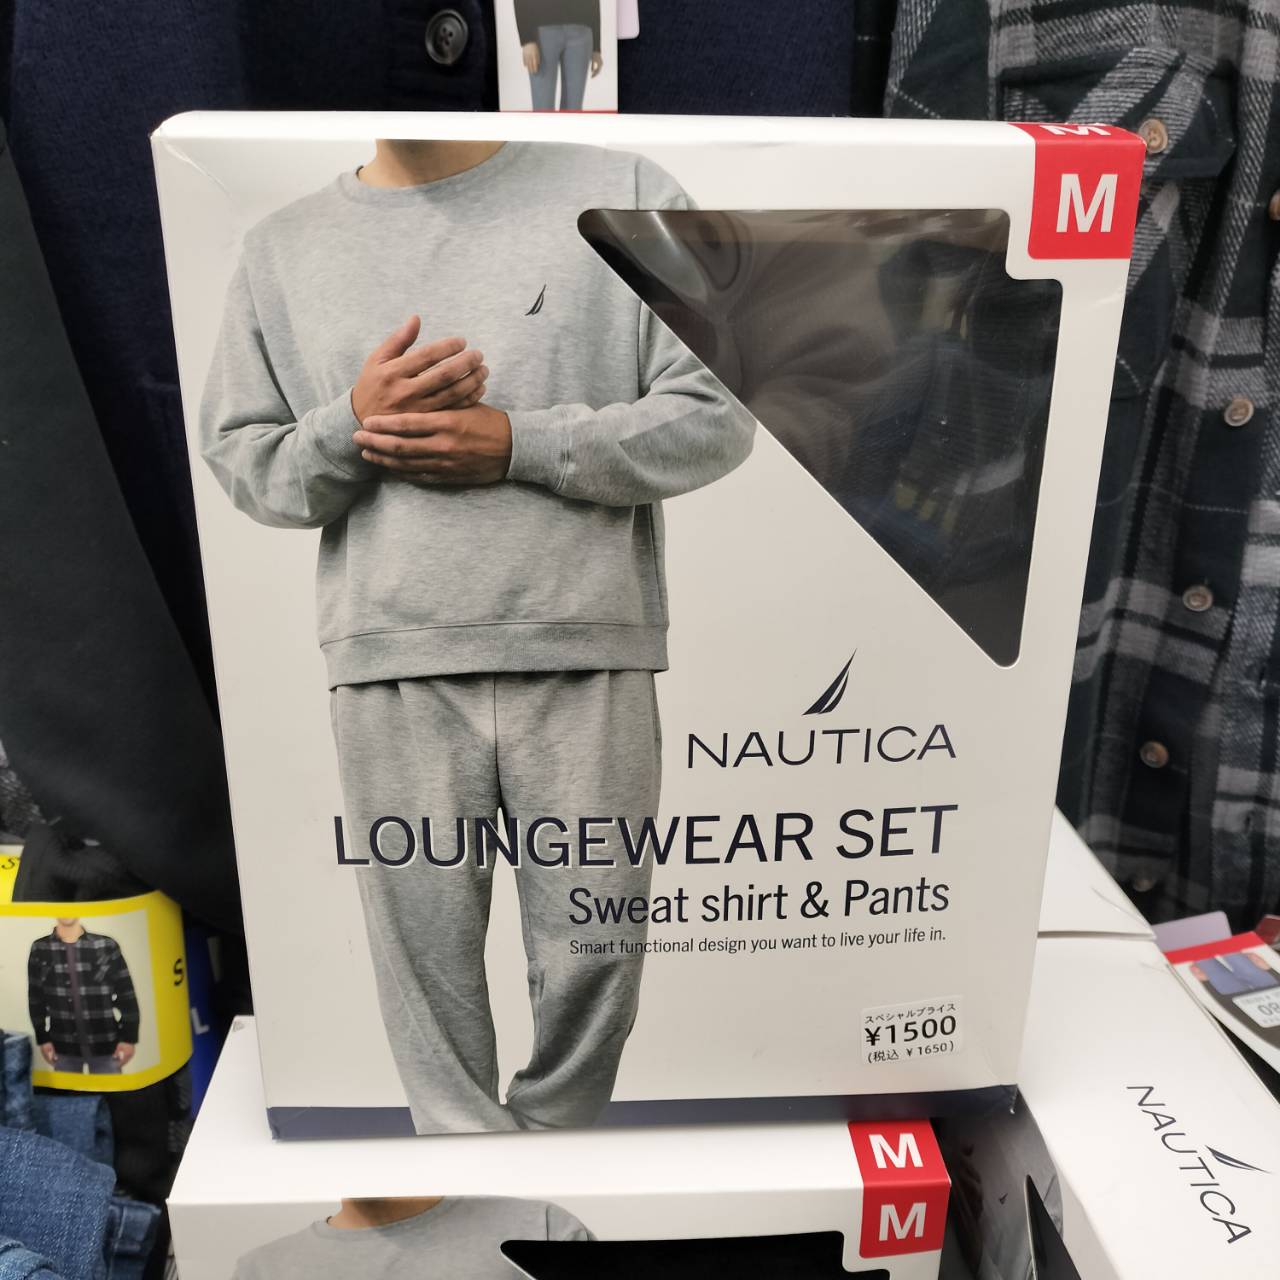 M
M
NAUTICA
LOUNGEWEAR SET
Sweat shirt & Pants
Smart functional design you want to live your life in.
スペシャルプライス
¥1500
(税込 ¥1650)
S
L
M
M
NAUTICA